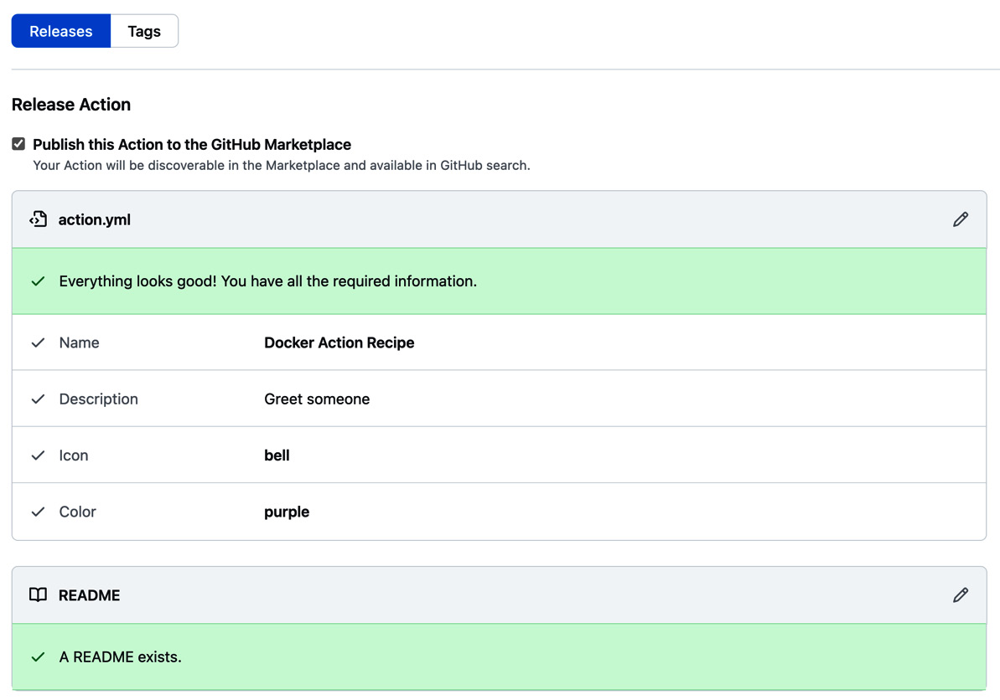 Releases Tags
Release Action
Publish this Action to the GitHub Marketplace
Your Action will be discoverable in the Marketplace and available in GitHub search.
action.yml
Everything looks good! You have all the required information.
Name Docker Action Recipe
Description Greet someone
Icon bell
Color purple
README
A README exists.